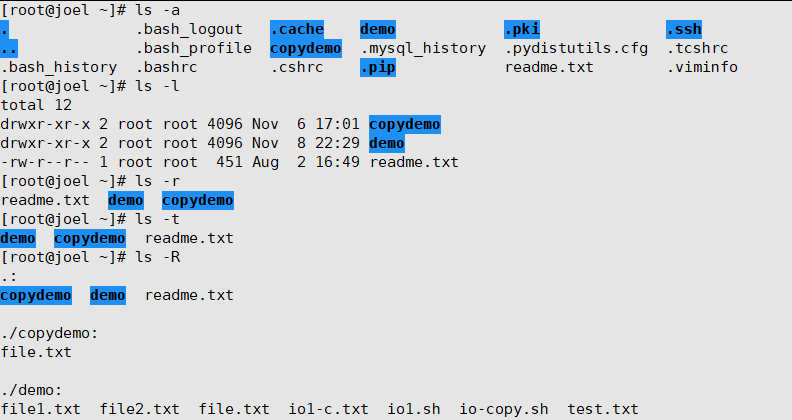 [root@joel ~]# ls -a
.              .bash_logout   .cache    demo            .pki              .ssh
..             .bash_profile  copydemo  .mysql_history  .pydistutils.cfg  .tcshrc
.bash_history  .bashrc        .cshrc    .pip            readme.txt        .viminfo
[root@joel ~]# ls -l
total 12
drwxr-xr-x 2 root root 4096 Nov  6 17:01 copydemo
drwxr-xr-x 2 root root 4096 Nov  8 22:29 demo
-rw-r--r-- 1 root root  451 Aug  2 16:49 readme.txt
[root@joel ~]# ls -r
readme.txt  demo  copydemo
[root@joel ~]# ls -t
demo  copydemo  readme.txt
[root@joel ~]# ls -R
.:
copydemo  demo  readme.txt

./copydemo:
file.txt

./demo:
file1.txt  file2.txt  file.txt  io1-c.txt  io1.sh  io-copy.sh  test.txt